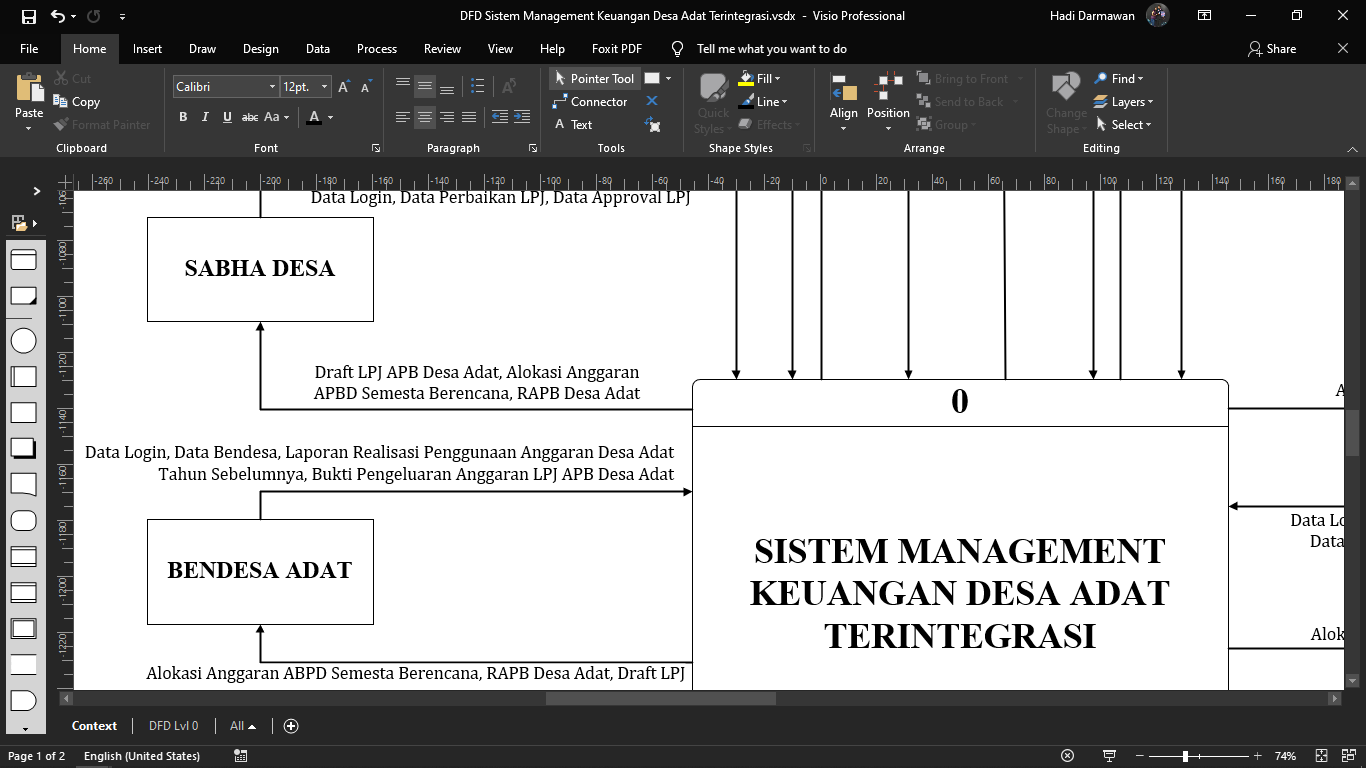 DFD Sistem Management Keuangan Desa Adat Terintegrasi.vsdx - Visio Professional
Hadi Darmawan
File Home Insert Draw Design Data Process Review View Help Foxit PDF Tell me what you want to do Share
Paste
Cut
Copy
Format Painter
Clipboard
Calibri 12pt. A A
B I U abc Aa A
Font
Paragraph
Pointer Tool
Connector
A Text
Tools
Quick Styles
Fill
Line
Effects
Shape Styles
Align
Position
Bring to Front
Send to Back
Group
Arrange
Change Shape
Find
Layers
Select
Editing
-260 -240 -220 -200 -180 -160 -140 -120 -100 -80 -60 -40 -20 0 20 40 60 80 100 120 140 160 180
-1080
-1100
-1120
-1140
-1160
-1180
-1200
-1220
Data Login, Data Perbaikan LPJ, Data Approval LPJ
SABHA DESA
Draft LPJ APB Desa Adat, Alokasi Anggaran
APBD Semesta Berencana, RAPB Desa Adat
0
Data Login, Data Bendesa, Laporan Realisasi Penggunaan Anggaran Desa Adat
Tahun Sebelumnya, Bukti Pengeluaran Anggaran LPJ APB Desa Adat
BENDESA ADAT
SISTEM MANAGEMENT
KEUANGAN DESA ADAT
TERINTEGRASI
Data
Alokasi Anggaran ABPD Semesta Berencana, RAPB Desa Adat, Draft LPJ
Context DFD Lvl 0 All
Page 1 of 2 English (United States) 74%